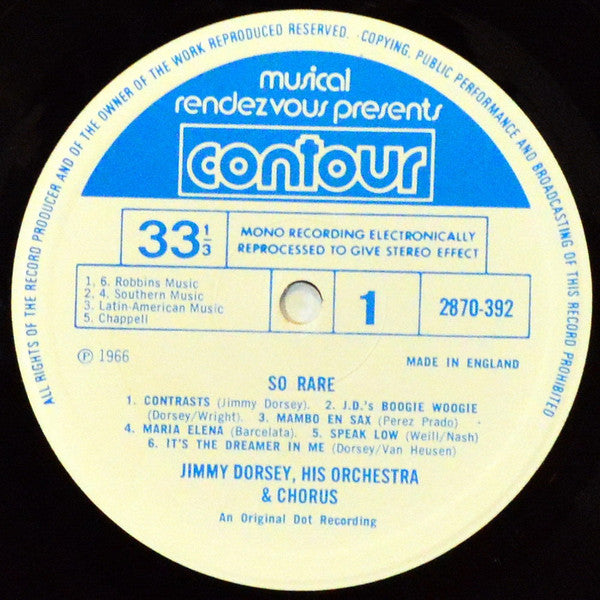 ALL RIGHTS OF THE RECORD PRODUCER AND OF THE OWNER OF THE WORK REPRODUCED RESERVED. · COPYING, PUBLIC PERFORMANCE AND BROADCASTING OF THIS RECORD PROHIBITED
musical
rendezvous presents
contour
33 1/3
MONO RECORDING ELECTRONICALLY
REPROCESSED TO GIVE STEREO EFFECT
1, 6. Robbins Music
2, 4. Southern Music
3. Latin-American Music
5. Chappell
1
2870-392
℗ 1966
MADE IN ENGLAND
SO RARE
1. CONTRASTS (Jimmy Dorsey). 2. J.D.'s BOOGIE WOOGIE
(Dorsey/Wright). 3. MAMBO EN SAX (Perez Prado)
4. MARIA ELENA (Barcelata). 5. SPEAK LOW (Weill/Nash)
6. IT'S THE DREAMER IN ME (Dorsey/Van Heusen)
JIMMY DORSEY, HIS ORCHESTRA
& CHORUS
An Original Dot Recording